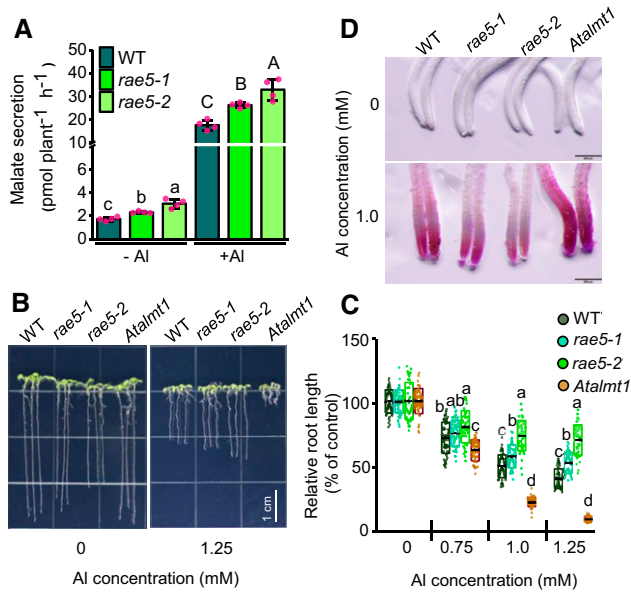 A
Malate secretion
(pmol plant⁻¹ h⁻¹)
50
40
30
20
10
6
4
2
0
WT
rae5-1
rae5-2
c
b
a
C
B
A
- Al
+Al
D
WT
rae5-1
rae5-2
Atalmt1
Al concentration (mM)
0
1.0
B
WT
rae5-1
rae5-2
Atalmt1
WT
rae5-1
rae5-2
Atalmt1
1 cm
0
1.25
Al concentration (mM)
C
Relative root length
(% of control)
150
100
50
0
WT
rae5-1
rae5-2
Atalmt1
b
ab
a
c
c
b
a
d
c
b
a
d
0
0.75
1.0
1.25
Al concentration (mM)